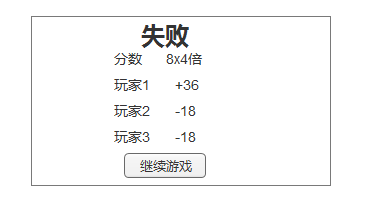 失败
分数 8x4倍
玩家1 +36
玩家2 -18
玩家3 -18
继续游戏